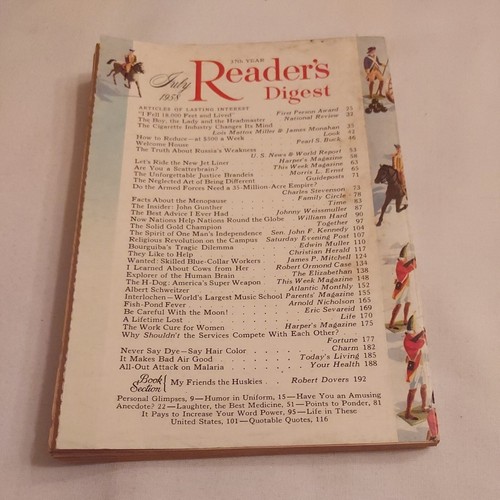 37th YEAR
July
1958
Reader's
Digest
ARTICLES OF LASTING INTEREST
"I Fell 18,000 Feet and Lived" First Person Award 25
The Boy, the Lady and the Headmaster National Review 32
The Cigarette Industry Changes Its Mind
Lois Mattox Miller & James Monahan 35
How to Reduce—at $300 a Week Look 42
Welcome House Pearl S. Buck 46
The Truth About Russia's Weakness
U. S. News & World Report 53
Let's Ride the New Jet Liner Harper's Magazine 58
Are You a Scatterbrain? This Week Magazine 63
The Unforgettable Justice Brandeis Morris L. Ernst 65
The Neglected Art of Being Different Guideposts 71
Do the Armed Forces Need a 31-Million-Acre Empire?
Charles Stevenson 73
Facts About the Menopause Family Circle 78
The Insider: John Gunther Time 83
The Best Advice I Ever Had Johnny Weissmuller 87
Now Nations Help Nations Round the Globe William Hard 90
The Solid Gold Champion Together 97
The Spirit of One Man's Independence Sen. John F. Kennedy 104
Religious Revolution on the Campus Saturday Evening Post 107
Bourguiba's Tragic Dilemma Edwin Muller 110
They Like to Help Christian Herald 117
Wanted: Skilled Blue-Collar Workers James P. Mitchell 124
I Learned About Cows from Her Robert Ormond Case 134
Explorer of the Human Brain The Elizabethan 138
The H-Dog: America's Super Weapon This Week Magazine 148
Albert Schweitzer Atlantic Monthly 152
Interlochen—World's Largest Music School Parents' Magazine 155
Fish-Pond Fever Arnold Nicholson 165
Be Careful With the Moon! Eric Sevareid 169
A Lifetime Lost Life 170
The Work Cure for Women Harper's Magazine 175
Why Shouldn't the Services Compete With Each Other?
Fortune 177
Never Say Dye—Say Hair Color Charm 182
It Makes Bad Air Good Today's Living 185
All-Out Attack on Malaria Your Health 188
Book
Section
My Friends the Huskies Robert Dovers 192
Personal Glimpses, 9—Humor in Uniform, 15—Have You an Amusing
Anecdote? 22—Laughter, the Best Medicine, 51—Points to Ponder, 81
It Pays to Increase Your Word Power, 95—Life in These
United States, 101—Quotable Quotes, 116